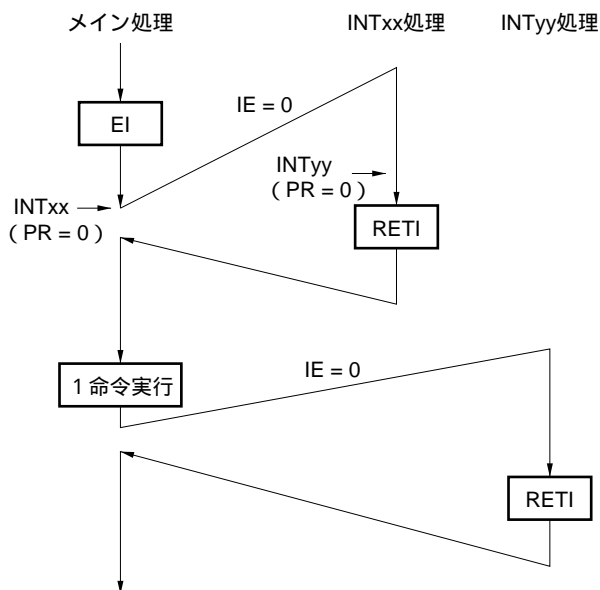 メイン処理
INTxx処理
INTyy処理
EI
IE = 0
INTyy
( PR = 0 )
INTxx
( PR = 0 )
RETI
1 命令実行
IE = 0
RETI